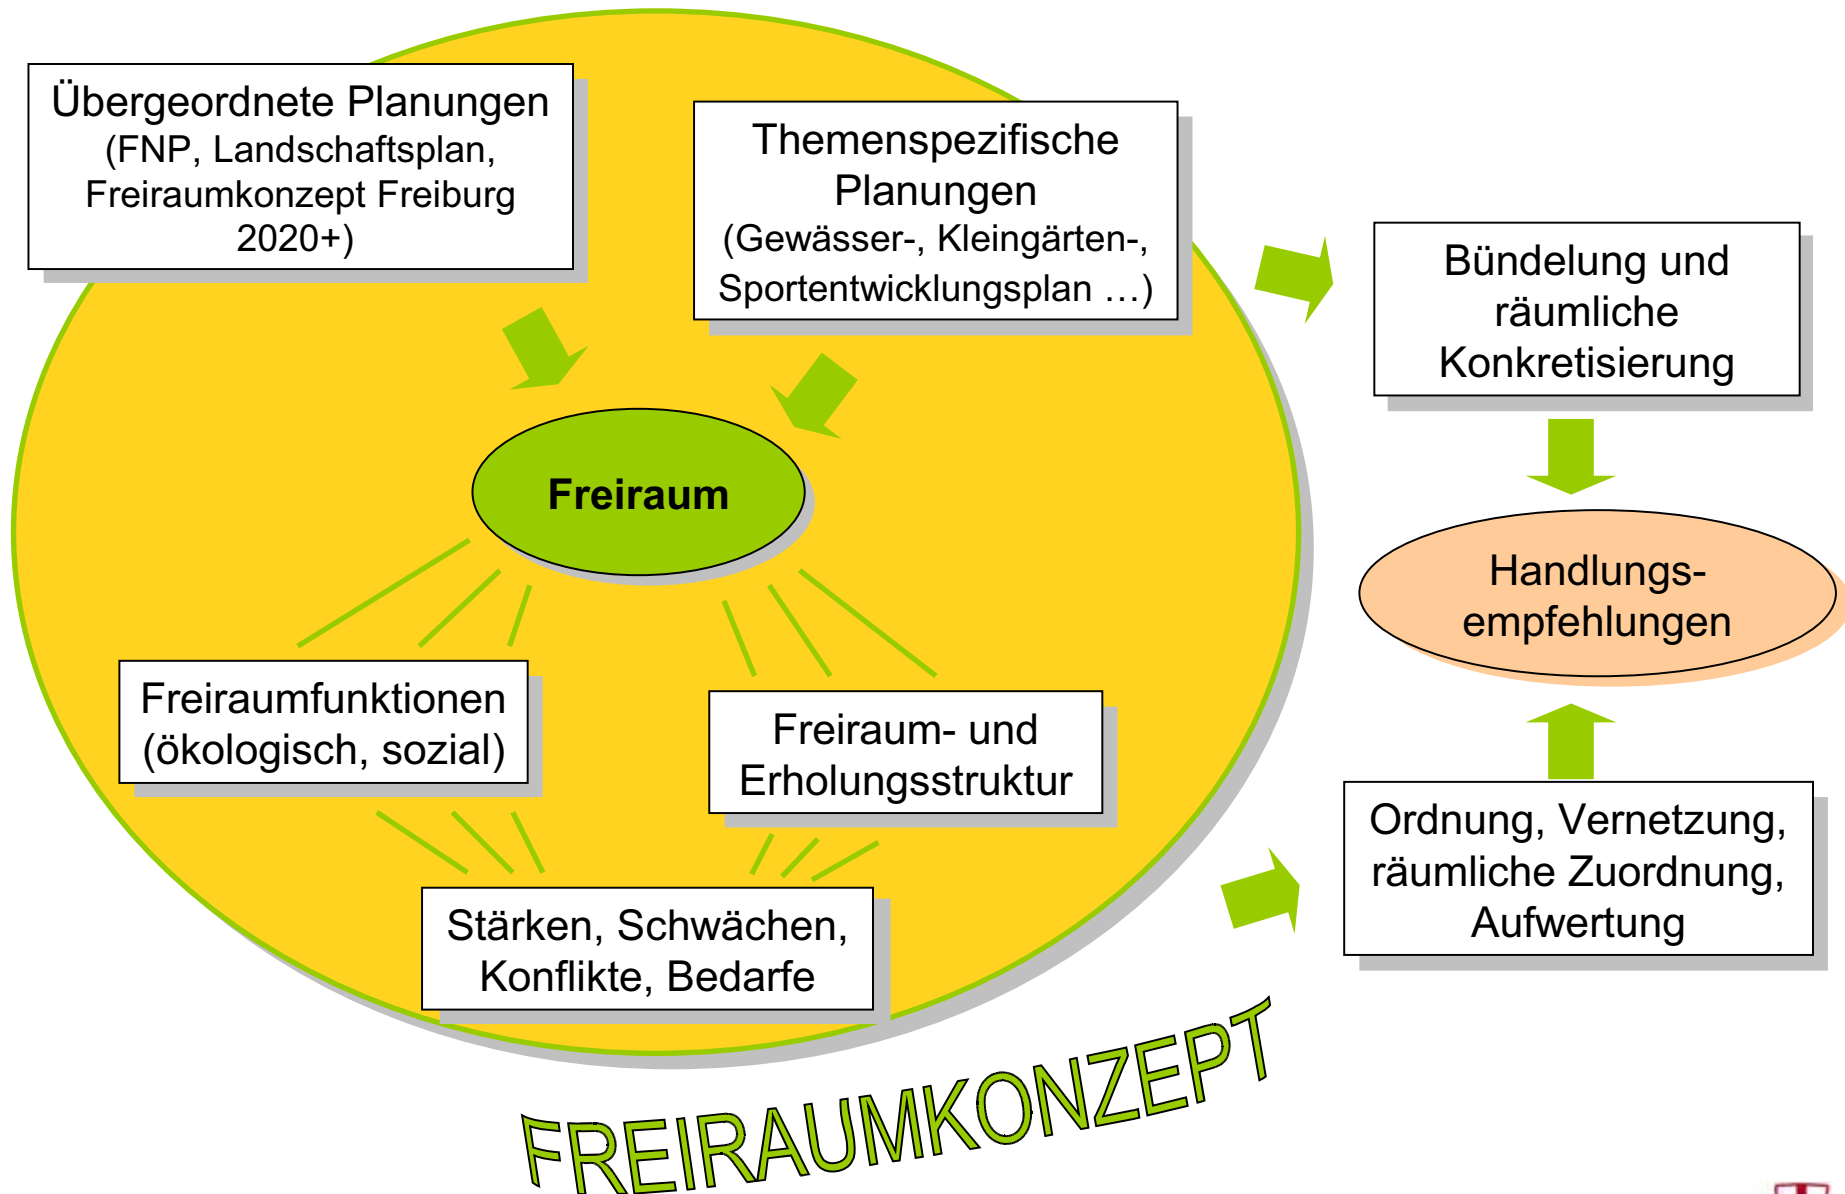 Übergeordnete Planungen
(FNP, Landschaftsplan,
Freiraumkonzept Freiburg
2020+)
Themenspezifische
Planungen
(Gewässer-, Kleingärten-,
Sportentwicklungsplan …)
Bündelung und
räumliche
Konkretisierung
Freiraum
Handlungs-
empfehlungen
Freiraumfunktionen
(ökologisch, sozial)
Freiraum- und
Erholungsstruktur
Ordnung, Vernetzung,
räumliche Zuordnung,
Aufwertung
Stärken, Schwächen,
Konflikte, Bedarfe
FREIRAUMKONZEPT